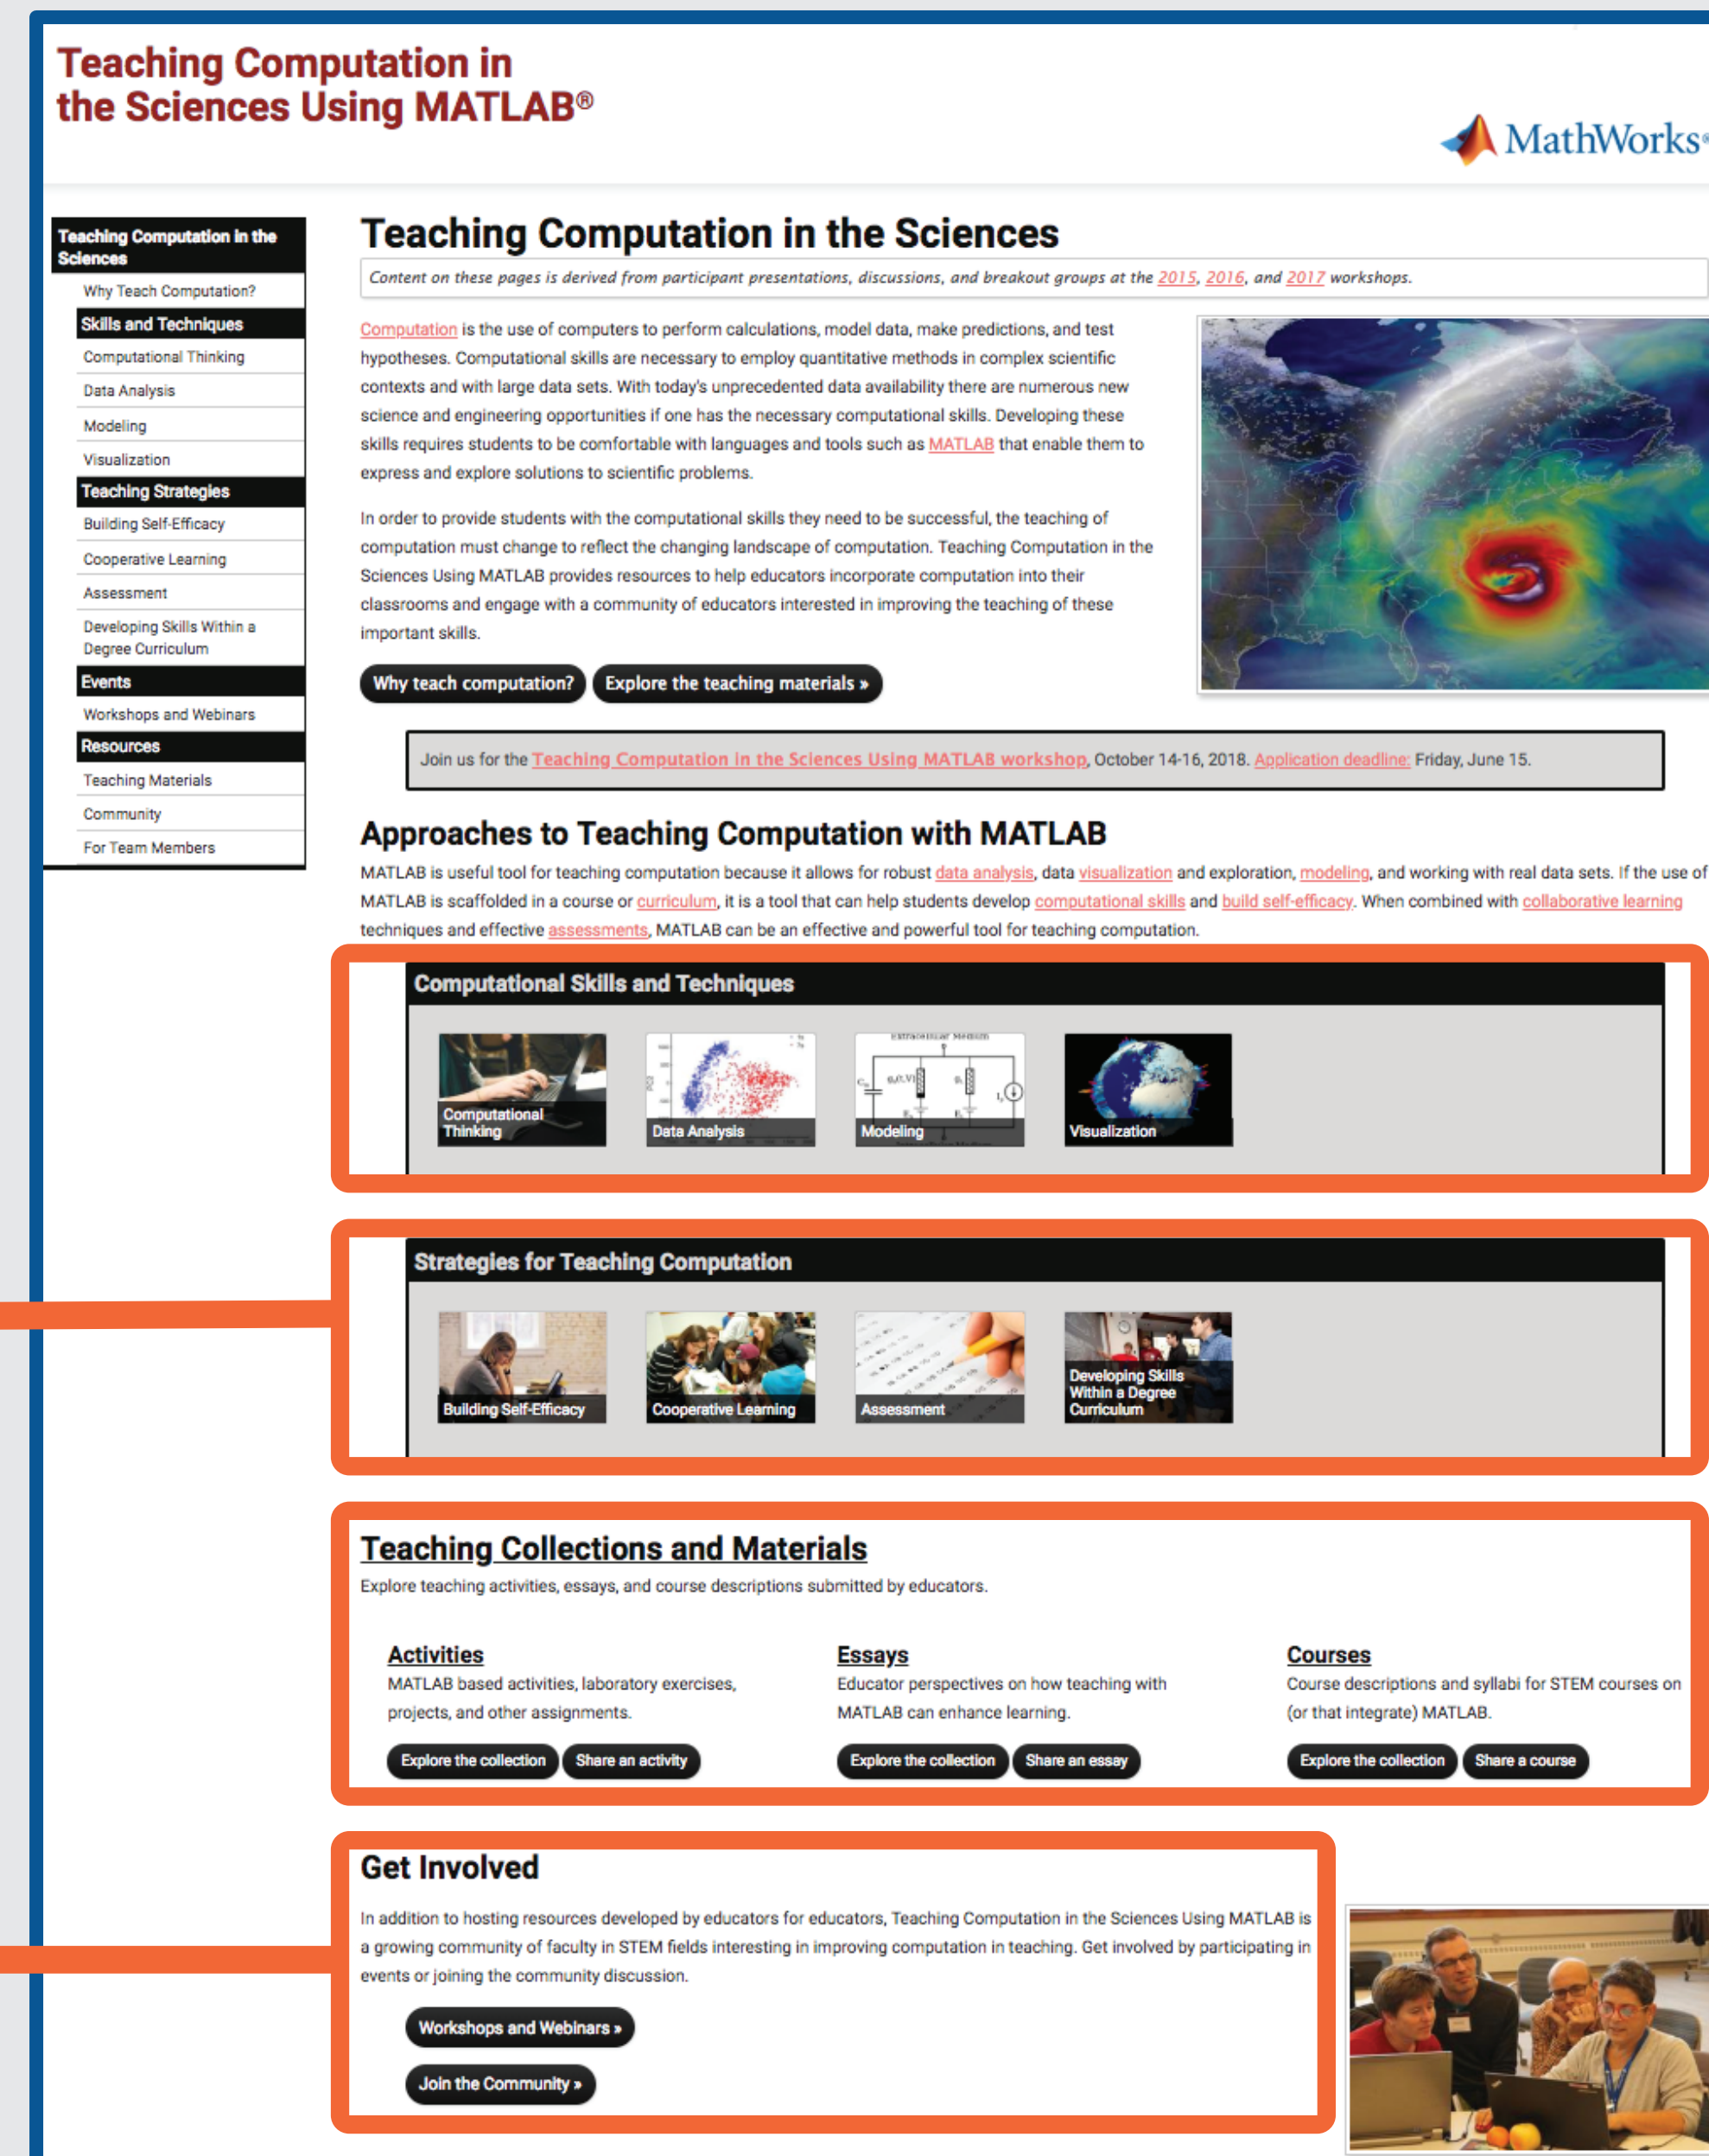 Teaching Computation in
the Sciences Using MATLAB®
MathWorks®
Teaching Computation in the
Sciences
Why Teach Computation?
Skills and Techniques
Computational Thinking
Data Analysis
Modeling
Visualization
Teaching Strategies
Building Self-Efficacy
Cooperative Learning
Assessment
Developing Skills Within a
Degree Curriculum
Events
Workshops and Webinars
Resources
Teaching Materials
Community
For Team Members
Teaching Computation in the Sciences
Content on these pages is derived from participant presentations, discussions, and breakout groups at the 2015, 2016, and 2017 workshops.
Computation is the use of computers to perform calculations, model data, make predictions, and test
hypotheses. Computational skills are necessary to employ quantitative methods in complex scientific
contexts and with large data sets. With today's unprecedented data availability there are numerous new
science and engineering opportunities if one has the necessary computational skills. Developing these
skills requires students to be comfortable with languages and tools such as MATLAB that enable them to
express and explore solutions to scientific problems.
In order to provide students with the computational skills they need to be successful, the teaching of
computation must change to reflect the changing landscape of computation. Teaching Computation in the
Sciences Using MATLAB provides resources to help educators incorporate computation into their
classrooms and engage with a community of educators interested in improving the teaching of these
important skills.
Why teach computation?
Explore the teaching materials »
Join us for the Teaching Computation in the Sciences Using MATLAB workshop, October 14-16, 2018. Application deadline: Friday, June 15.
Approaches to Teaching Computation with MATLAB
MATLAB is useful tool for teaching computation because it allows for robust data analysis, data visualization and exploration, modeling, and working with real data sets. If the use of
MATLAB is scaffolded in a course or curriculum, it is a tool that can help students develop computational skills and build self-efficacy. When combined with collaborative learning
techniques and effective assessments, MATLAB can be an effective and powerful tool for teaching computation.
Computational Skills and Techniques
Computational
Thinking
PC2
Data Analysis
Extracellular Medium
Modeling
Visualization
Strategies for Teaching Computation
Building Self-Efficacy
Cooperative Learning
Assessment
Developing Skills
Within a Degree
Curriculum
Teaching Collections and Materials
Explore teaching activities, essays, and course descriptions submitted by educators.
Activities
MATLAB based activities, laboratory exercises,
projects, and other assignments.
Explore the collection
Share an activity
Essays
Educator perspectives on how teaching with
MATLAB can enhance learning.
Explore the collection
Share an essay
Courses
Course descriptions and syllabi for STEM courses on
(or that integrate) MATLAB.
Explore the collection
Share a course
Get Involved
In addition to hosting resources developed by educators for educators, Teaching Computation in the Sciences Using MATLAB is
a growing community of faculty in STEM fields interesting in improving computation in teaching. Get involved by participating in
events or joining the community discussion.
Workshops and Webinars »
Join the Community »